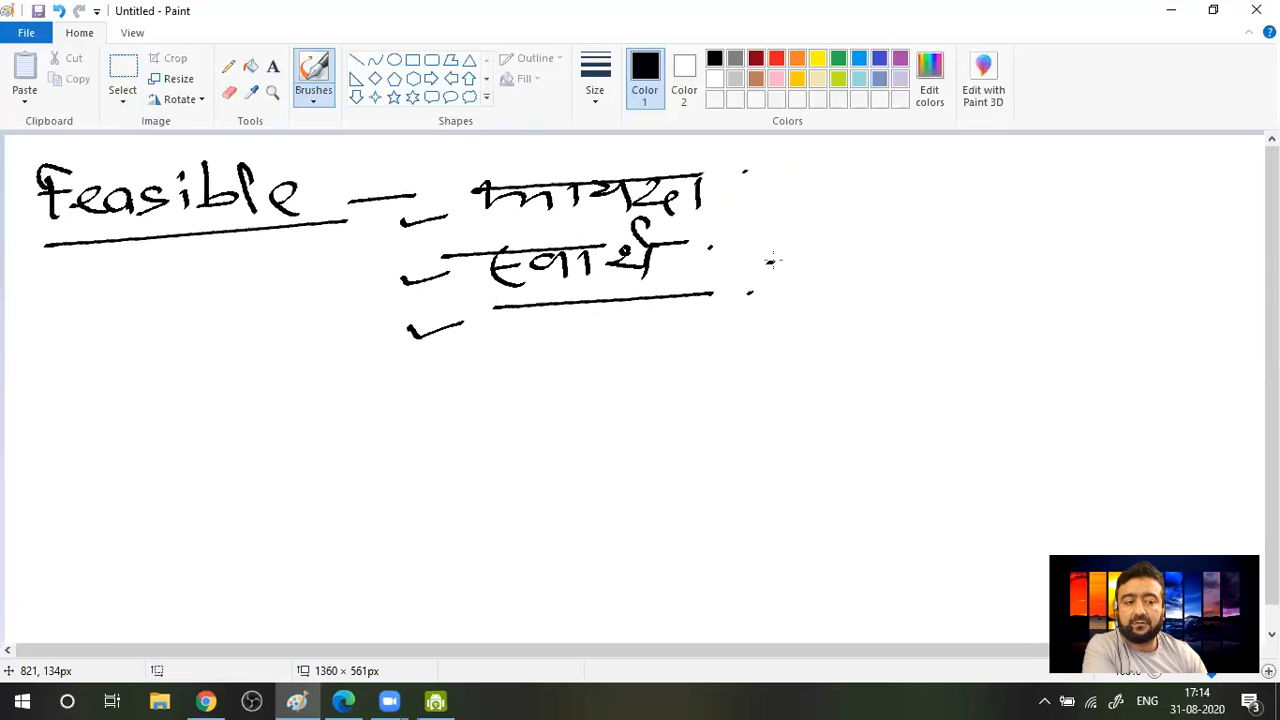 Untitled - Paint
File
Home
View
Paste
Cut
Copy
Clipboard
Select
Crop
Resize
Rotate
Image
Tools
Brushes
Outline
Fill
Shapes
Size
Color 1
Color 2
Edit colors
Colors
Edit with Paint 3D
Feasible —
स्वार्थ
821, 134px
1360 × 561px
ENG
17:14
31-08-2020
3